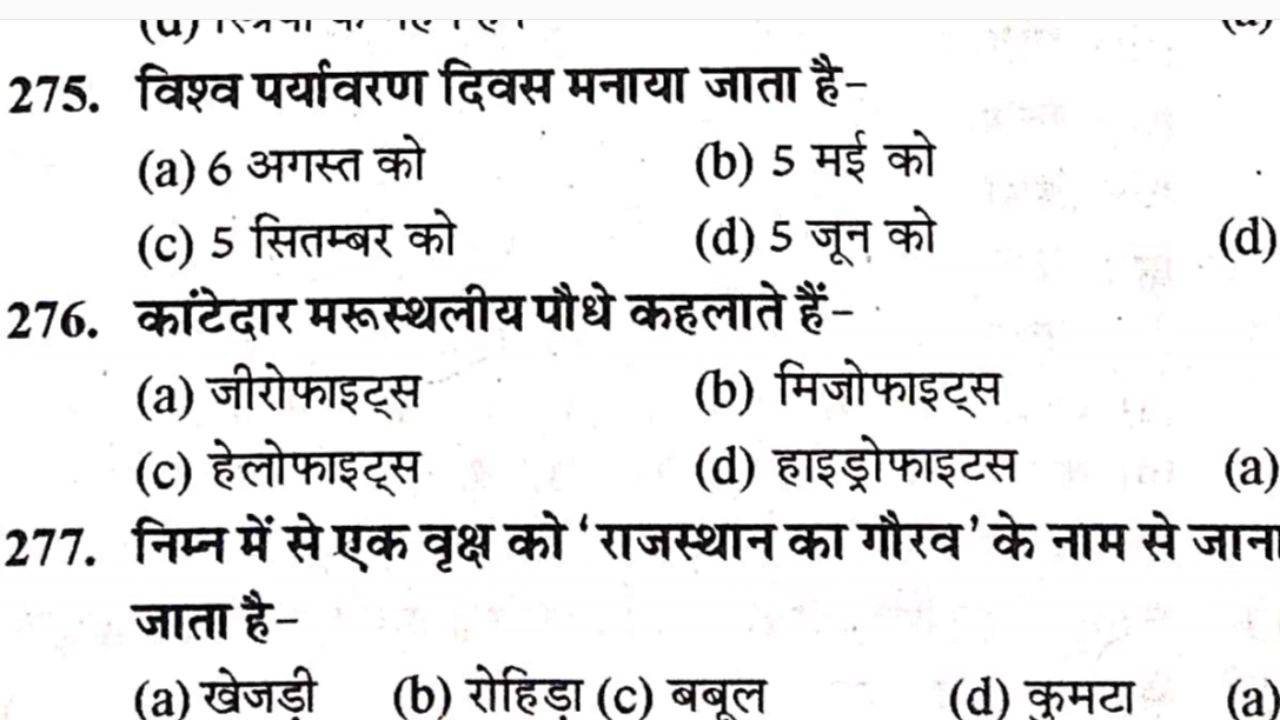 275. विश्व पर्यावरण दिवस मनाया जाता है-
(a) 6 अगस्त को (b) 5 मई को
(c) 5 सितम्बर को (d) 5 जून को (d)
276. कांटेदार मरूस्थलीय पौधे कहलाते हैं-
(a) जीरोफाइट्स (b) मिजोफाइट्स
(c) हेलोफाइट्स (d) हाइड्रोफाइटस (a)
277. निम्न में से एक वृक्ष को ‘राजस्थान का गौरव’ के नाम से जाना
जाता है-
(a) खेजड़ी (b) रोहिड़ा (c) बबूल (d) कुमटा (a)